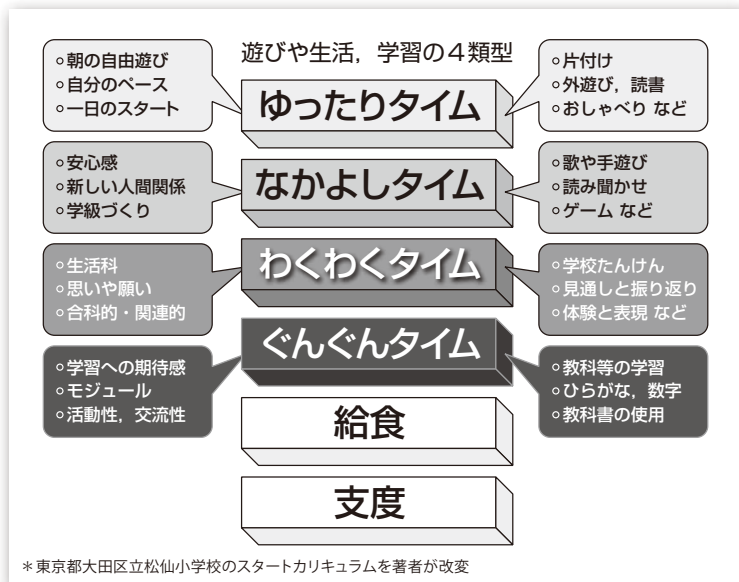 遊びや生活，学習の４類型
○朝の自由遊び
○自分のペース
○一日のスタート
ゆったりタイム
○片付け
○外遊び，読書
○おしゃべり など
○安心感
○新しい人間関係
○学級づくり
なかよしタイム
○歌や手遊び
○読み聞かせ
○ゲーム など
○生活科
○思いや願い
○合科的・関連的
わくわくタイム
○学校たんけん
○見通しと振り返り
○体験と表現 など
○学習への期待感
○モジュール
○活動性，交流性
ぐんぐんタイム
○教科等の学習
○ひらがな，数字
○教科書の使用
給食
支度
＊東京都大田区立松仙小学校のスタートカリキュラムを著者が改変